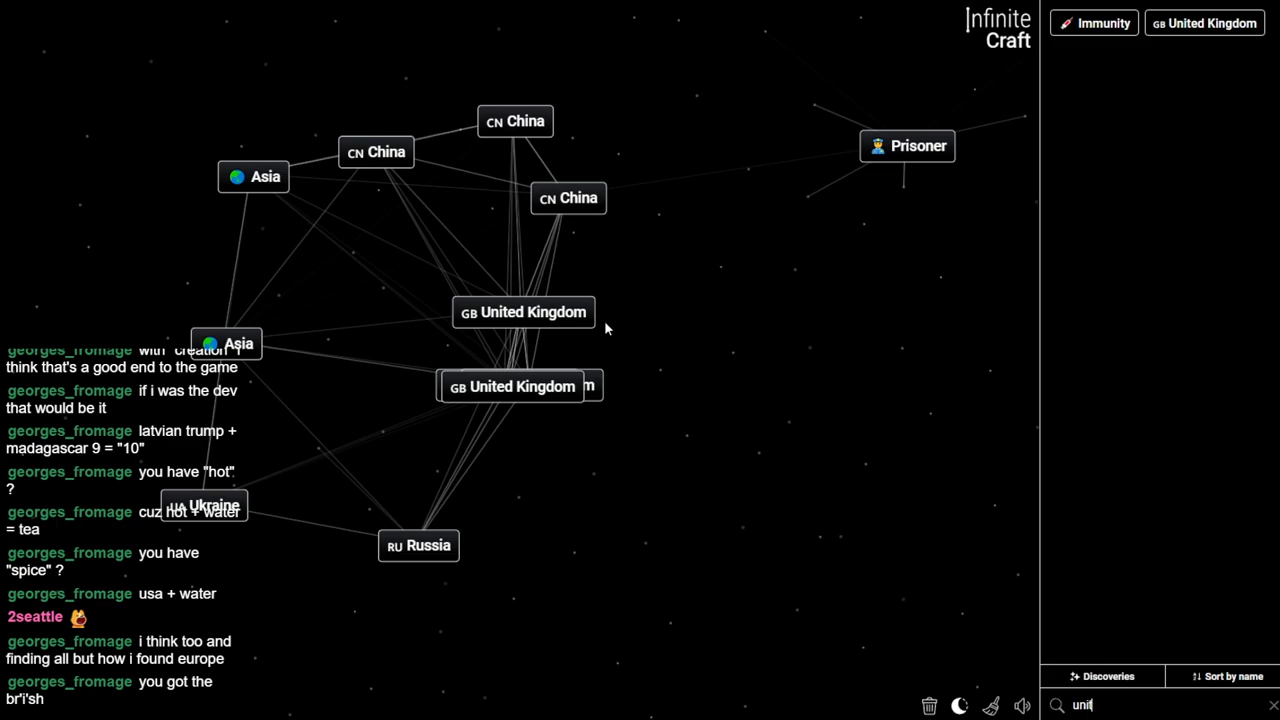 Infinite
Craft
💉 Immunity
GB United Kingdom
CN China
CN China
Asia
CN China
Prisoner
GB United Kingdom
Asia
GB United Kingdom
m
UA Ukraine
RU Russia
georges_fromage with "creation" i
think that's a good end to the game
georges_fromage if i was the dev
that would be it
georges_fromage latvian trump +
madagascar 9 = "10"
georges_fromage you have "hot"
?
georges_fromage cuz hot + water
= tea
georges_fromage you have
"spice" ?
georges_fromage usa + water
2seattle
georges_fromage i think too and
finding all but how i found europe
georges_fromage you got the
br'i'sh
Discoveries
Sort by name
unit